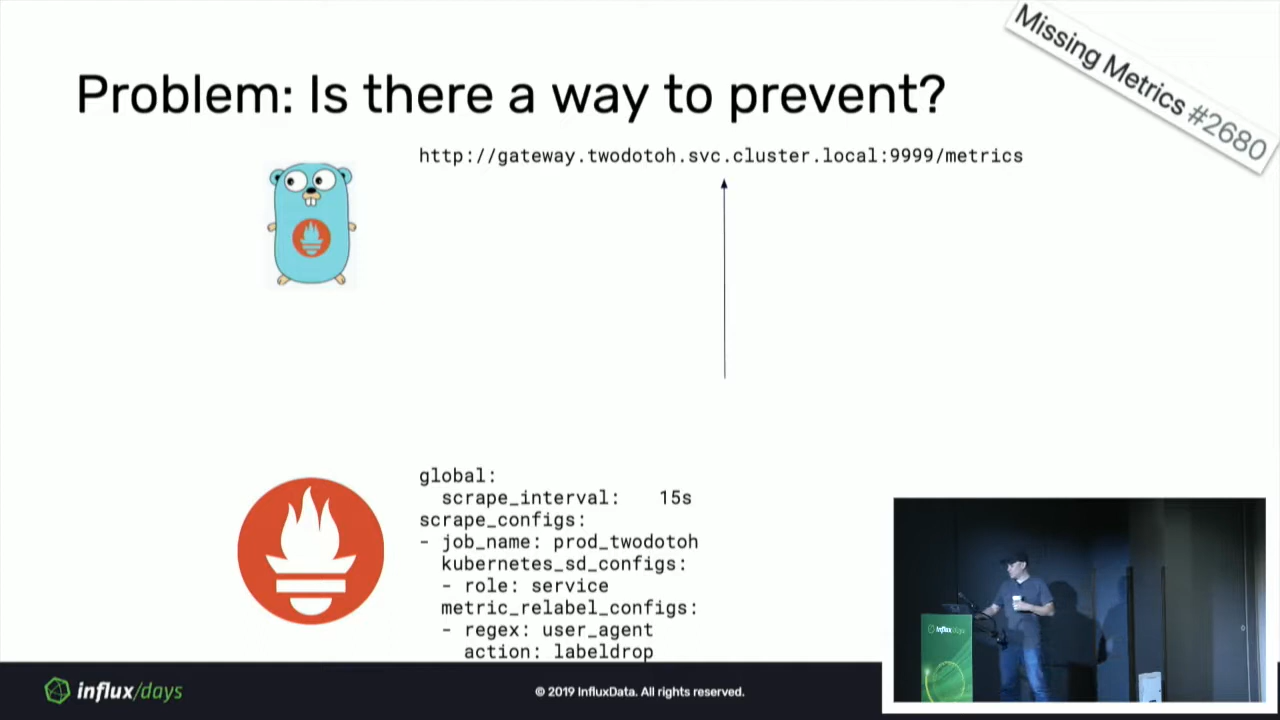 Missing Metrics #2680
Problem: Is there a way to prevent?
http://gateway.twodotoh.svc.cluster.local:9999/metrics
global:
  scrape_interval:   15s
scrape_configs:
- job_name: prod_twodotoh
  kubernetes_sd_configs:
  - role: service
  metric_relabel_configs:
  - regex: user_agent
    action: labeldrop
influx/days
© 2019 InfluxData. All rights reserved.
influx/days